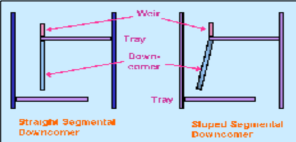 Weir
Tray
Down-
comer
Tray
Straight Segmental
Downcomer
Sloped Segmental
Downcomer